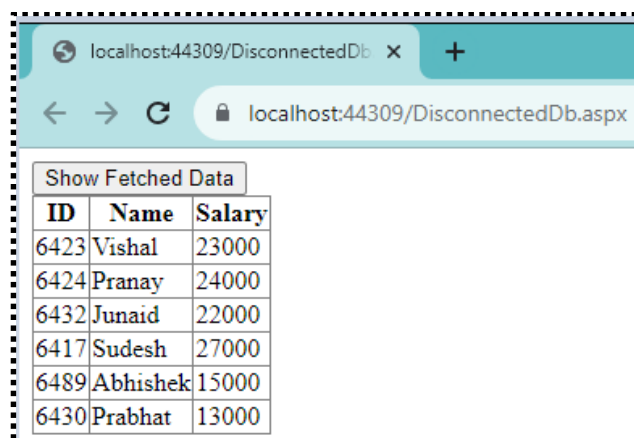 localhost:44309/DisconnectedDb
localhost:44309/DisconnectedDb.aspx
Show Fetched Data
ID Name Salary
6423 Vishal 23000
6424 Pranay 24000
6432 Junaid 22000
6417 Sudesh 27000
6489 Abhishek 15000
6430 Prabhat 13000